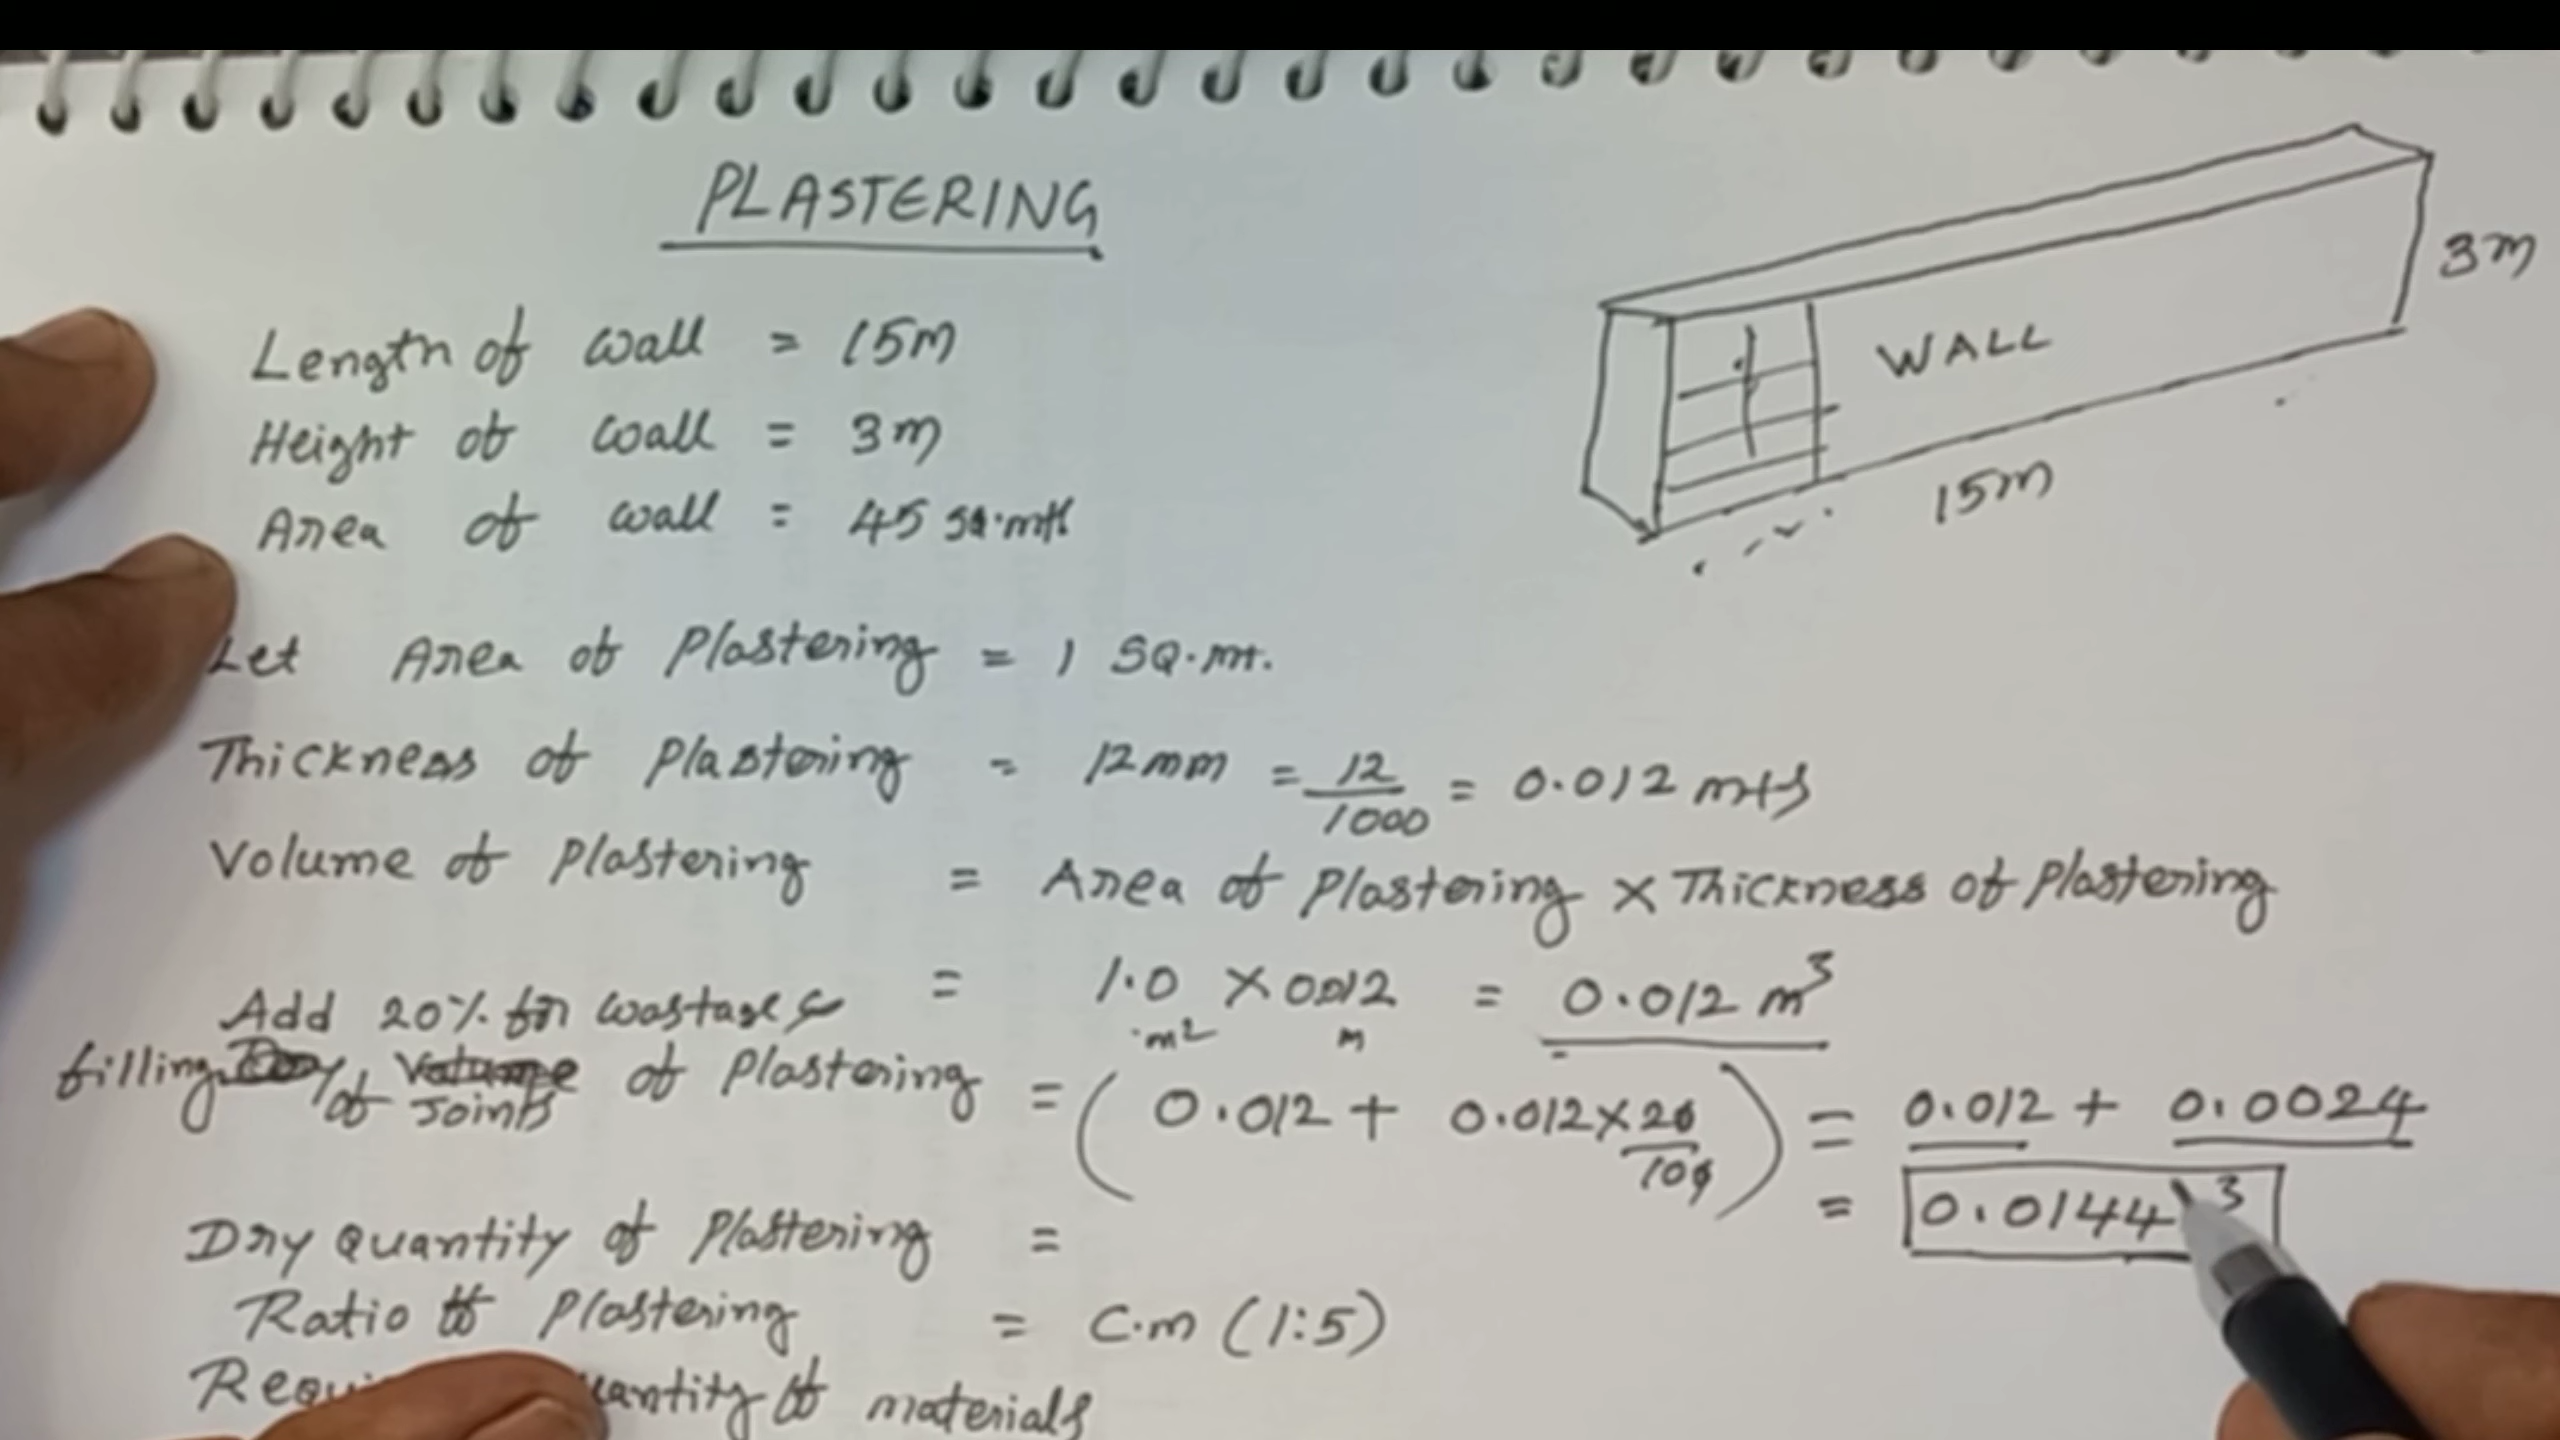 PLASTERING
Length of wall = 15m
Height of wall = 3m
Area of wall = 45 sq.mts
3m
WALL
15m
Let Area of Plastering = 1 SQ.mt.
Thickness of Plastering = 12mm = 12/1000 = 0.012 mts
Volume of Plastering = Area of Plastering × Thickness of Plastering
= 1.0 × 0.012 = 0.012 m³
m² m
Add 20% for wastage &
filling of Joints of Plastering = (0.012 + 0.012×20/100) = 0.012 + 0.0024
= 0.0144 3
Dry Quantity of Plastering =
Ratio of Plastering = C.m (1:5)
of materials